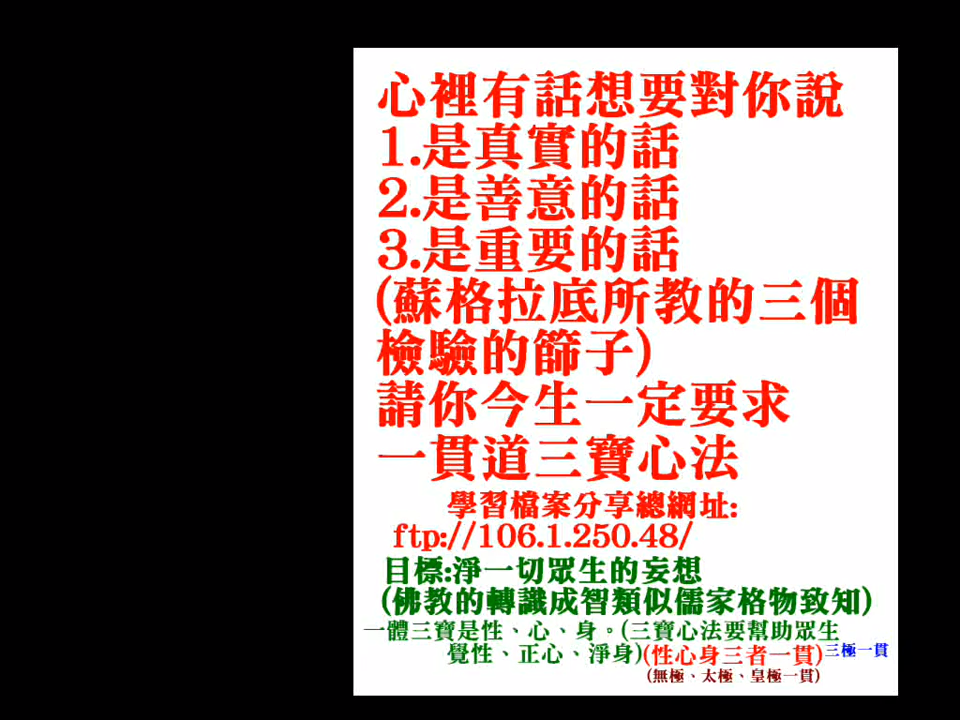 心裡有話想要對你說
1.是真實的話
2.是善意的話
3.是重要的話
(蘇格拉底所教的三個
檢驗的篩子)
請你今生一定要求
一貫道三寶心法
學習檔案分享總網址:
ftp://106.1.250.48/
目標:淨一切眾生的妄想
(佛教的轉識成智類似儒家格物致知)
一體三寶是性、心、身。(三寶心法要幫助眾生
覺性、正心、淨身)(性心身三者一貫)三極一貫
(無極、太極、皇極一貫)